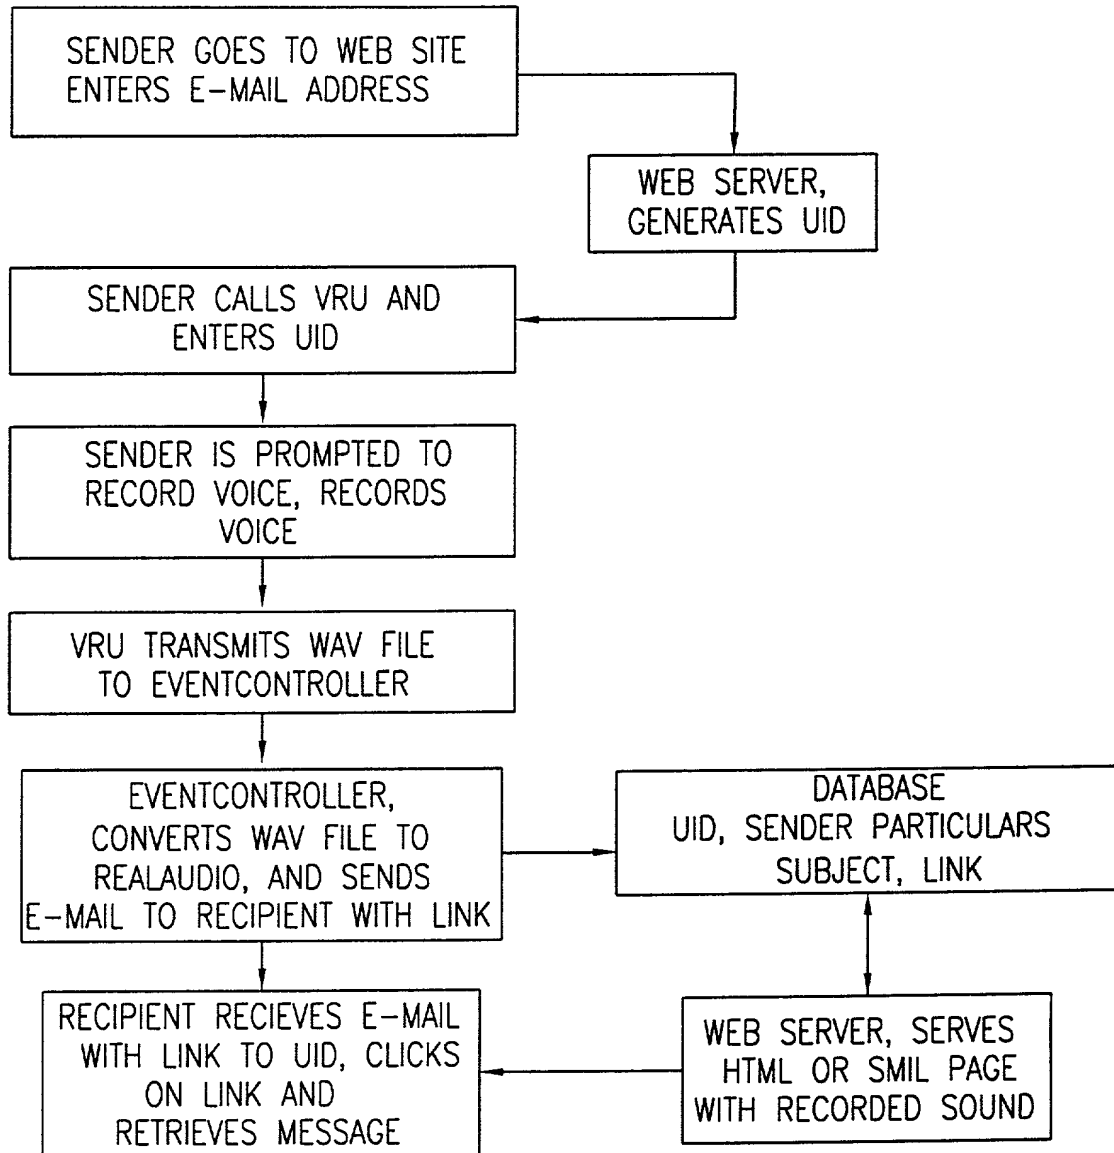 SENDER GOES TO WEB SITE
ENTERS E-MAIL ADDRESS
WEB SERVER,
GENERATES UID
SENDER CALLS VRU AND
ENTERS UID
SENDER IS PROMPTED TO
RECORD VOICE, RECORDS
VOICE
VRU TRANSMITS WAV FILE
TO EVENTCONTROLLER
EVENTCONTROLLER,
CONVERTS WAV FILE TO
REALAUDIO, AND SENDS
E-MAIL TO RECIPIENT WITH LINK
DATABASE
UID, SENDER PARTICULARS
SUBJECT, LINK
RECIPIENT RECIEVES E-MAIL
WITH LINK TO UID, CLICKS
ON LINK AND
RETRIEVES MESSAGE
WEB SERVER, SERVES
HTML OR SMIL PAGE
WITH RECORDED SOUND